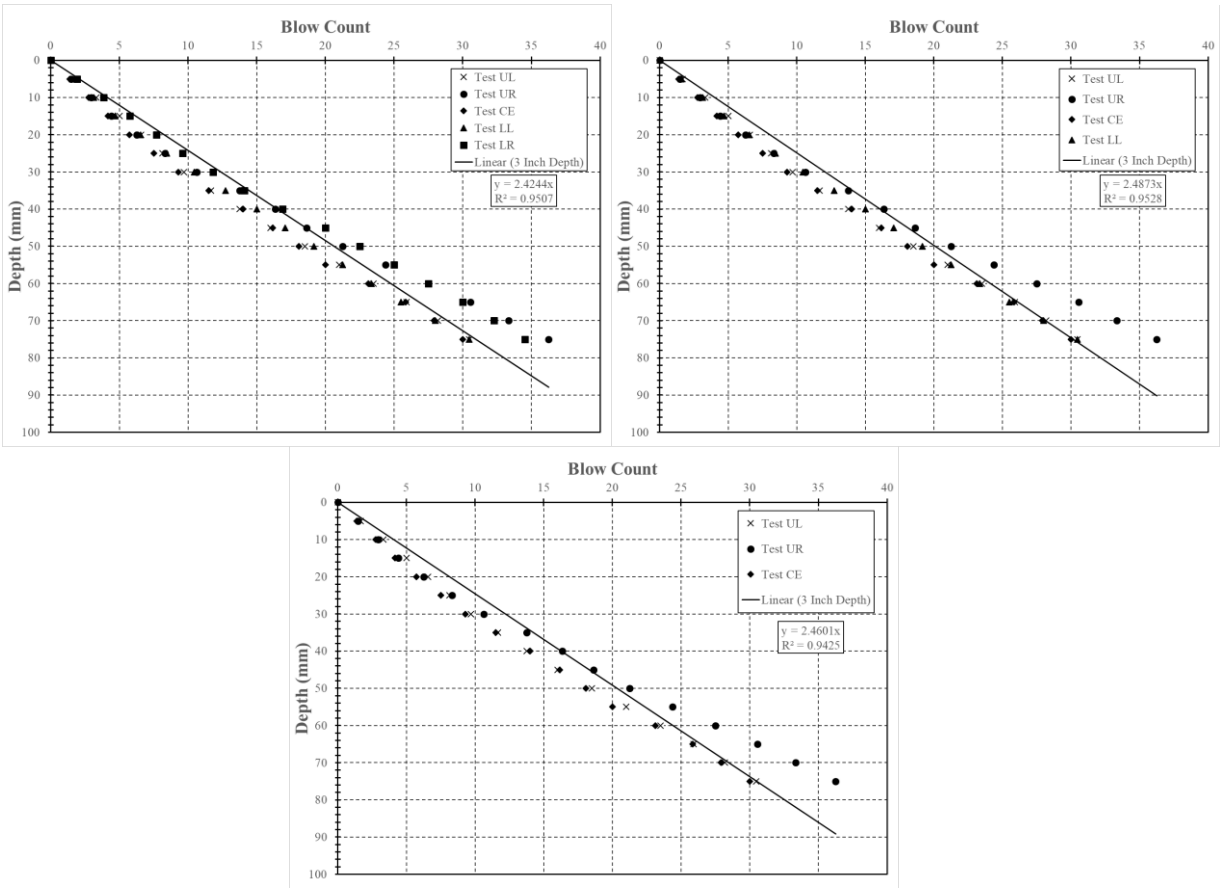 Blow Count
0 5 10 15 20 25 30 35 40
0
10
20
30
40
50
60
70
80
90
100
Depth (mm)
Test UL
Test UR
Test CE
Test LL
Test LR
Linear (3 Inch Depth)
y = 2.4244x
R² = 0.9507
Blow Count
0 5 10 15 20 25 30 35 40
0
10
20
30
40
50
60
70
80
90
100
Depth (mm)
Test UL
Test UR
Test CE
Test LL
Linear (3 Inch Depth)
y = 2.4873x
R² = 0.9528
Blow Count
0 5 10 15 20 25 30 35 40
0
10
20
30
40
50
60
70
80
90
100
Depth (mm)
Test UL
Test UR
Test CE
Linear (3 Inch Depth)
y = 2.4601x
R² = 0.9425